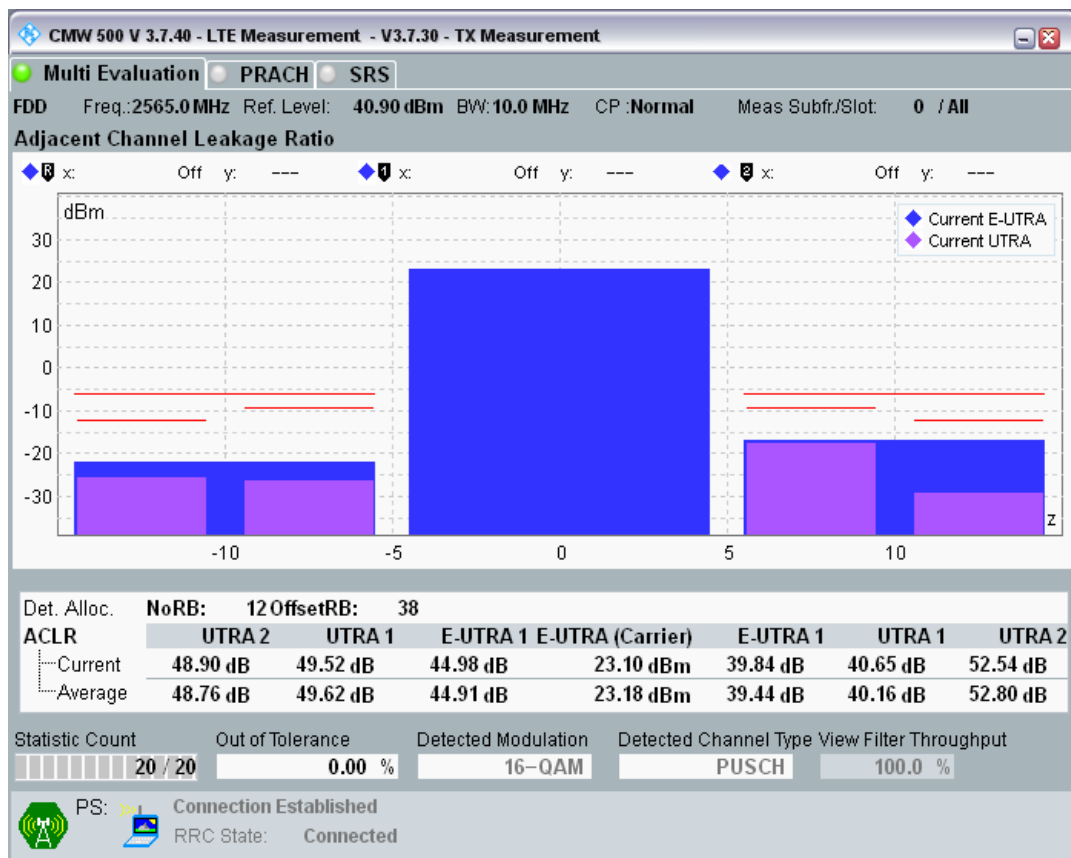 CMW 500 V 3.7.40 - LTE Measurement - V3.7.30 - TX Measurement
Multi Evaluation PRACH SRS
FDD Freq.:2565.0 MHz Ref. Level: 40.90 dBm BW: 10.0 MHz CP :Normal Meas Subfr./Slot: 0 / All
Adjacent Channel Leakage Ratio
R x: Off y: --- 1 x: Off y: --- 2 x: Off y: ---
dBm
Current E-UTRA
Current UTRA
30
20
10
0
-10
-20
-30
z
-10 -5 0 5 10
Det. Alloc. NoRB: 12 OffsetRB: 38
ACLR UTRA 2 UTRA 1 E-UTRA 1 E-UTRA (Carrier) E-UTRA 1 UTRA 1 UTRA 2
Current 48.90 dB 49.52 dB 44.98 dB 23.10 dBm 39.84 dB 40.65 dB 52.54 dB
Average 48.76 dB 49.62 dB 44.91 dB 23.18 dBm 39.44 dB 40.16 dB 52.80 dB
Statistic Count Out of Tolerance Detected Modulation Detected Channel Type View Filter Throughput
20 / 20 0.00 % 16-QAM PUSCH 100.0 %
PS: Connection Established
RRC State: Connected